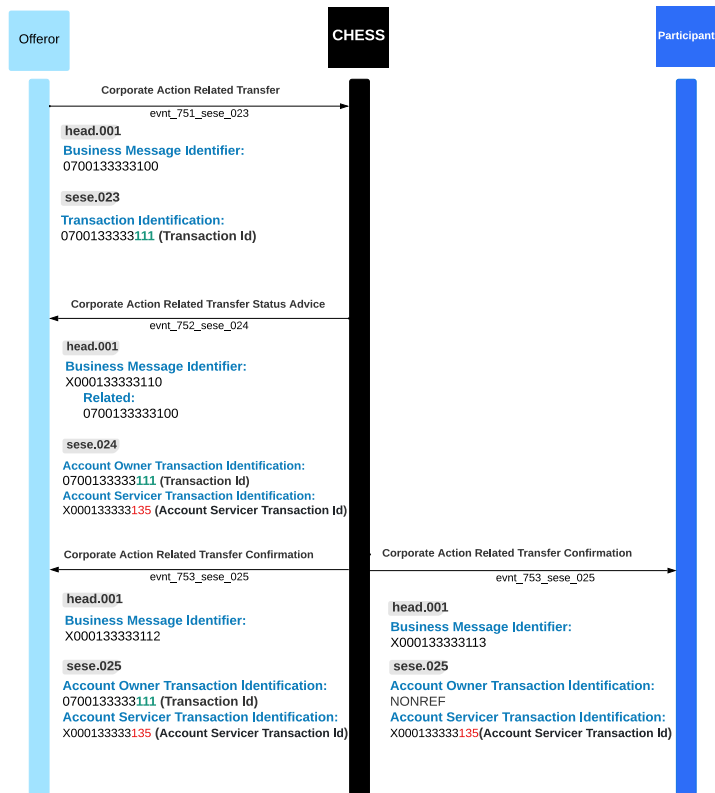 Offeror
CHESS
Participant
Corporate Action Related Transfer
evnt_751_sese_023
head.001
Business Message Identifier:
0700133333100
sese.023
Transaction Identification:
0700133333111 (Transaction Id)
Corporate Action Related Transfer Status Advice
evnt_752_sese_024
head.001
Business Message Identifier:
X000133333110
Related:
0700133333100
sese.024
Account Owner Transaction Identification:
0700133333111 (Transaction Id)
Account Servicer Transaction Identification:
X000133333135 (Account Servicer Transaction Id)
Corporate Action Related Transfer Confirmation
evnt_753_sese_025
head.001
Business Message Identifier:
X000133333112
sese.025
Account Owner Transaction Identification:
0700133333111 (Transaction Id)
Account Servicer Transaction Identification:
X000133333135 (Account Servicer Transaction Id)
Corporate Action Related Transfer Confirmation
evnt_753_sese_025
head.001
Business Message Identifier:
X000133333113
sese.025
Account Owner Transaction Identification:
NONREF
Account Servicer Transaction Identification:
X000133333135(Account Servicer Transaction Id)